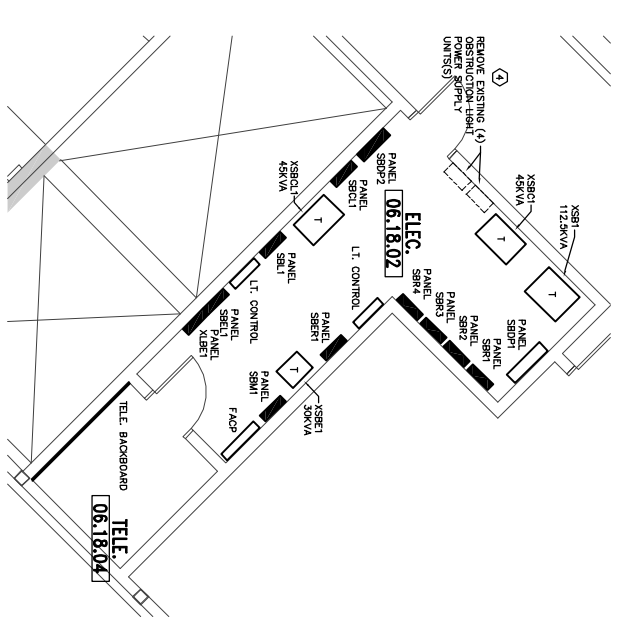 4
REMOVE EXISTING (4)
OBSTRUCTION LIGHT
POWER SUPPLY
UNITS(S)
XSB1
112.5KVA
XSBC1
45KVA
T
T
PANEL
SBDP1
PANEL
SBR1
PANEL
SBR2
PANEL
SBR3
PANEL
SBR4
PANEL
SBDP2
PANEL
SBCL1
XSBCL1
45KVA
T
ELEC.
06.18.02
PANEL
SBL1
LT. CONTROL
LT. CONTROL
PANEL
SBEL1
PANEL
XLBE1
PANEL
SBER1
T
XSBE1
30KVA
PANEL
SBM1
FACP
TELE. BACKBOARD
TELE.
06.18.04